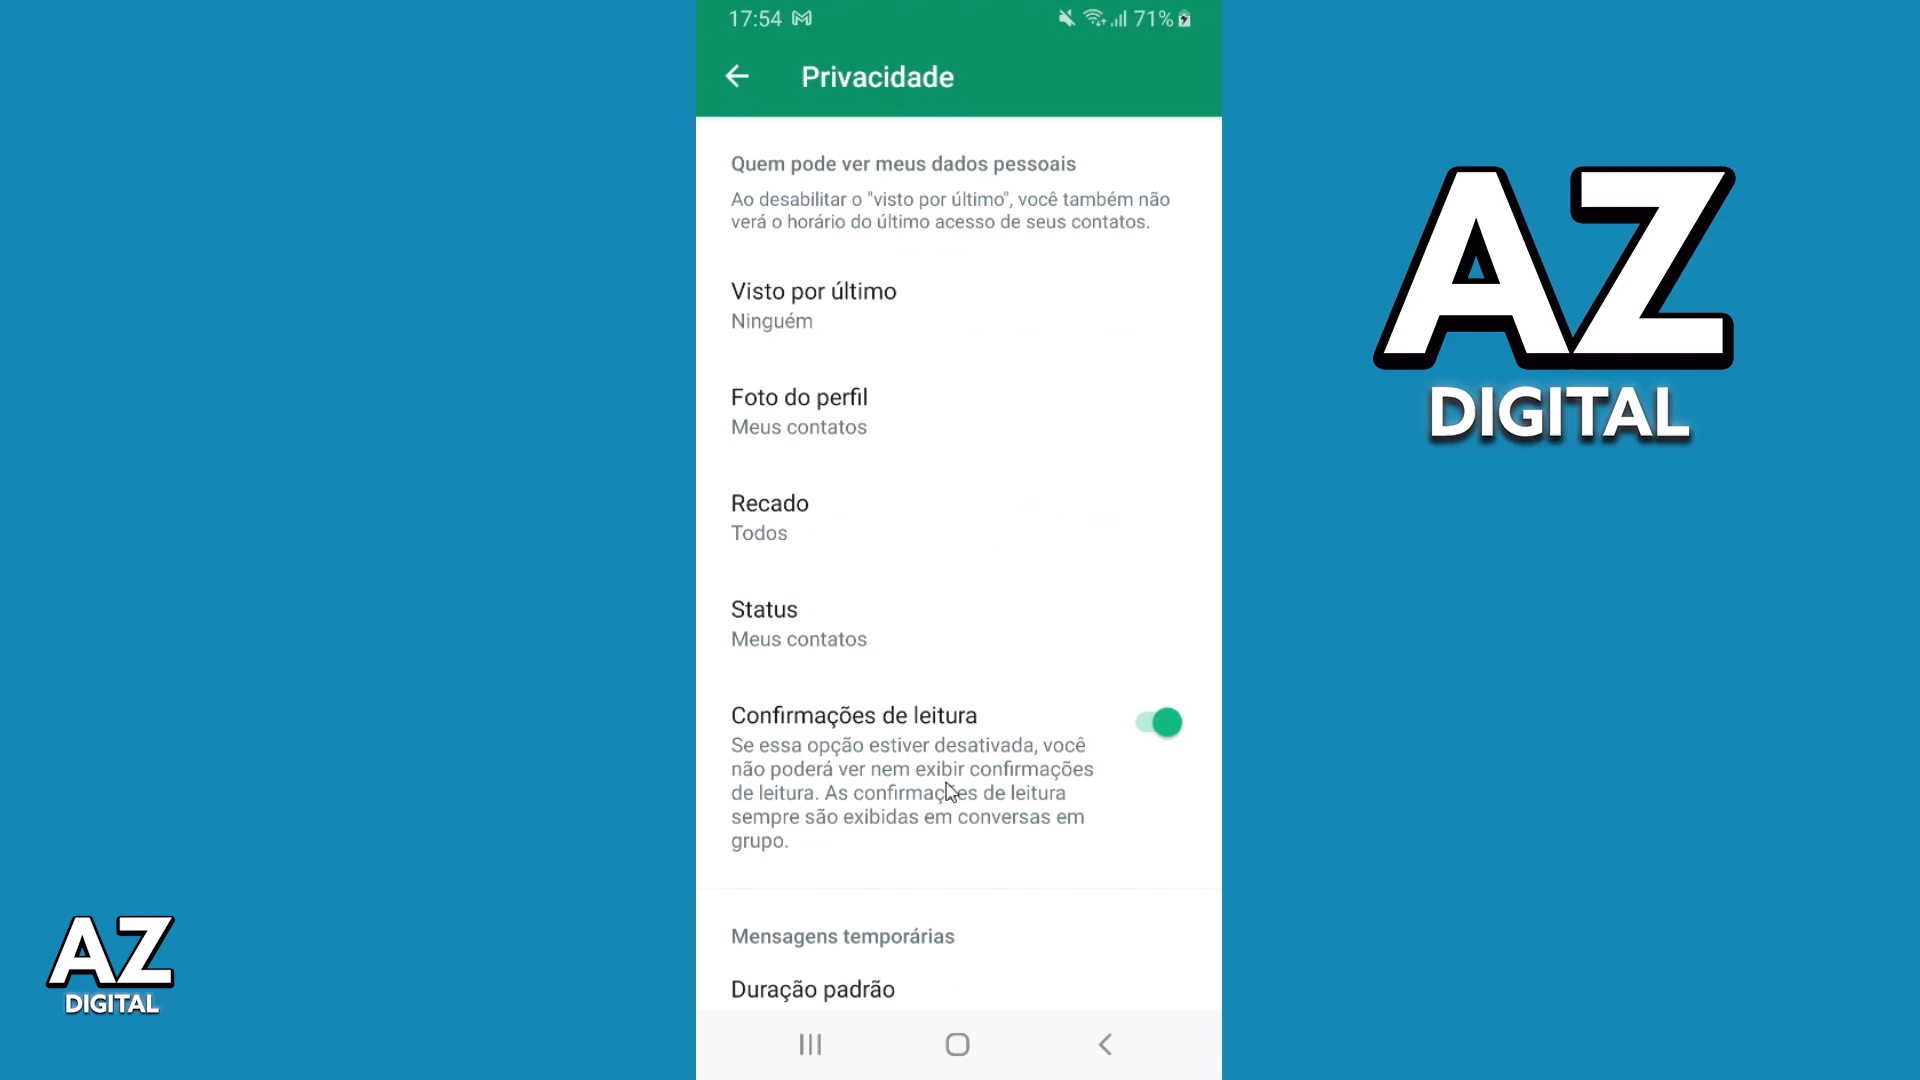 17:54
71%
Privacidade
Quem pode ver meus dados pessoais
Ao desabilitar o "visto por último", você também não
verá o horário do último acesso de seus contatos.
Visto por último
Ninguém
Foto do perfil
Meus contatos
Recado
Todos
Status
Meus contatos
Confirmações de leitura
Se essa opção estiver desativada, você
não poderá ver nem exibir confirmações
de leitura. As confirmações de leitura
sempre são exibidas em conversas em
grupo.
Mensagens temporárias
Duração padrão
AZ
DIGITAL
AZ
DIGITAL